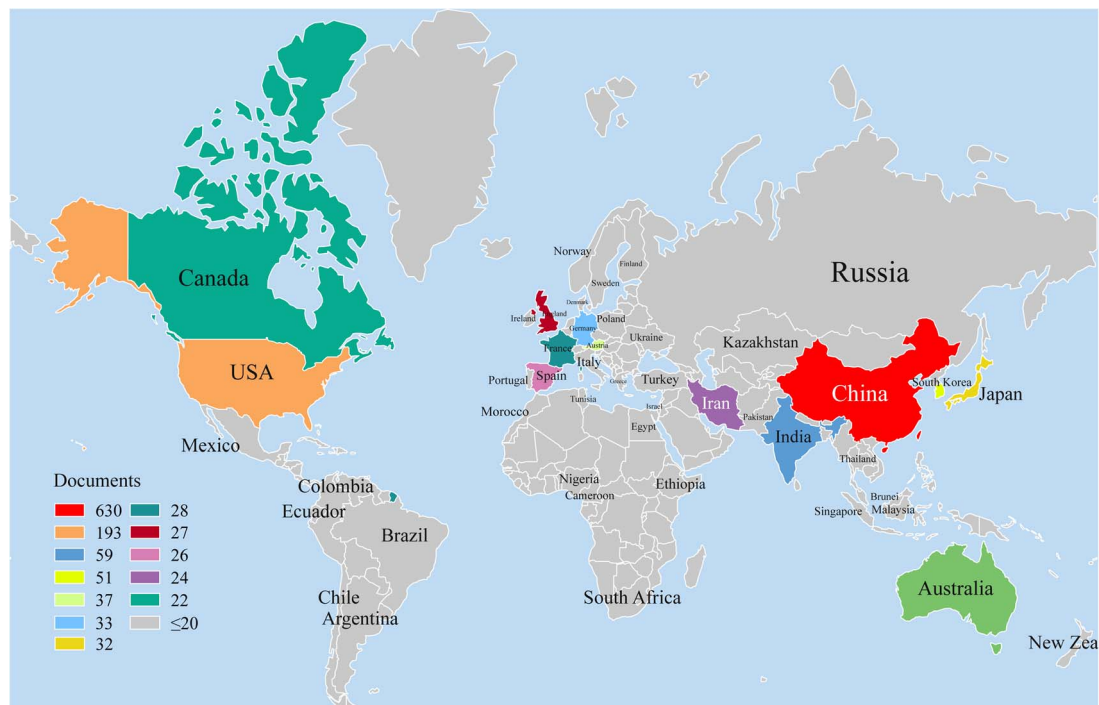 Norway
Finland
Sweden
Canada
Russia
Denmark
Ireland
Poland
Germany
Ukraine
France
Austria
Kazakhstan
Italy
USA
Spain
Portugal
Greece
Turkey
Iran
China
South Korea
Japan
Tunisia
Israel
Morocco
Pakistan
Egypt
Mexico
India
Thailand
Nigeria
Ethiopia
Cameroon
Colombia
Ecuador
Brunei
Malaysia
Singapore
Brazil
Australia
Chile
South Africa
Argentina
New Zea
Documents
630
193
59
51
37
33
32
28
27
26
24
22
≤20